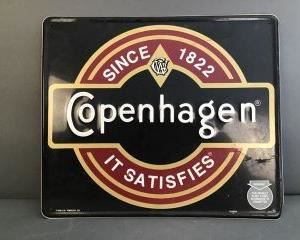 SINCE 1822
Copenhagen®
IT SATISFIES®